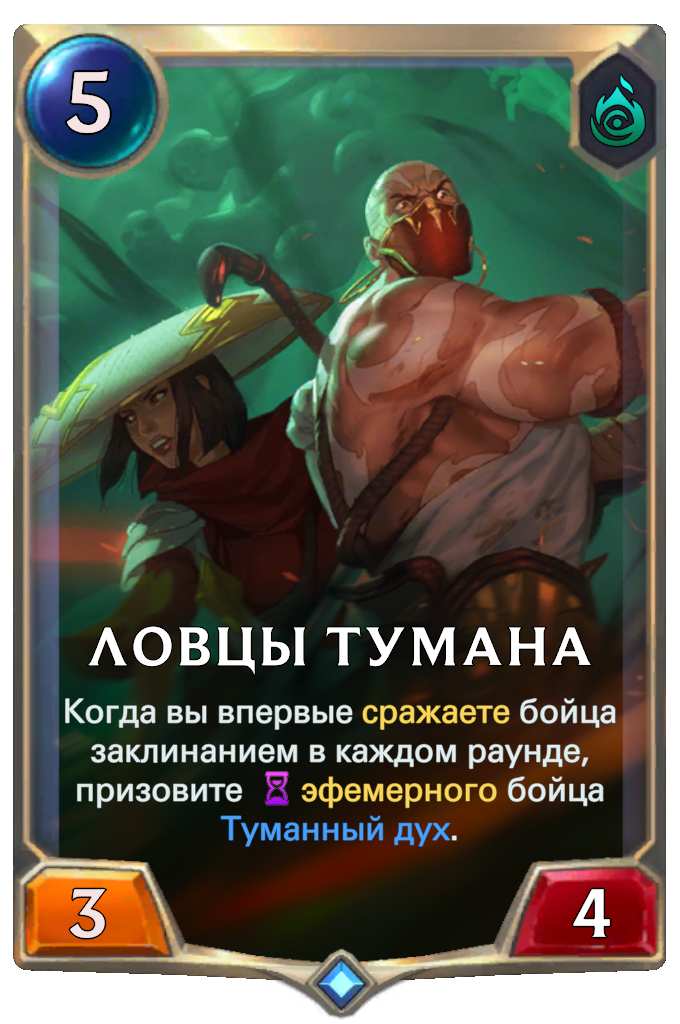 5
ЛОВЦЫ ТУМАНА
Когда вы впервые сражаете бойца
заклинанием в каждом раунде,
призовите эфемерного бойца
Туманный дух.
3
4